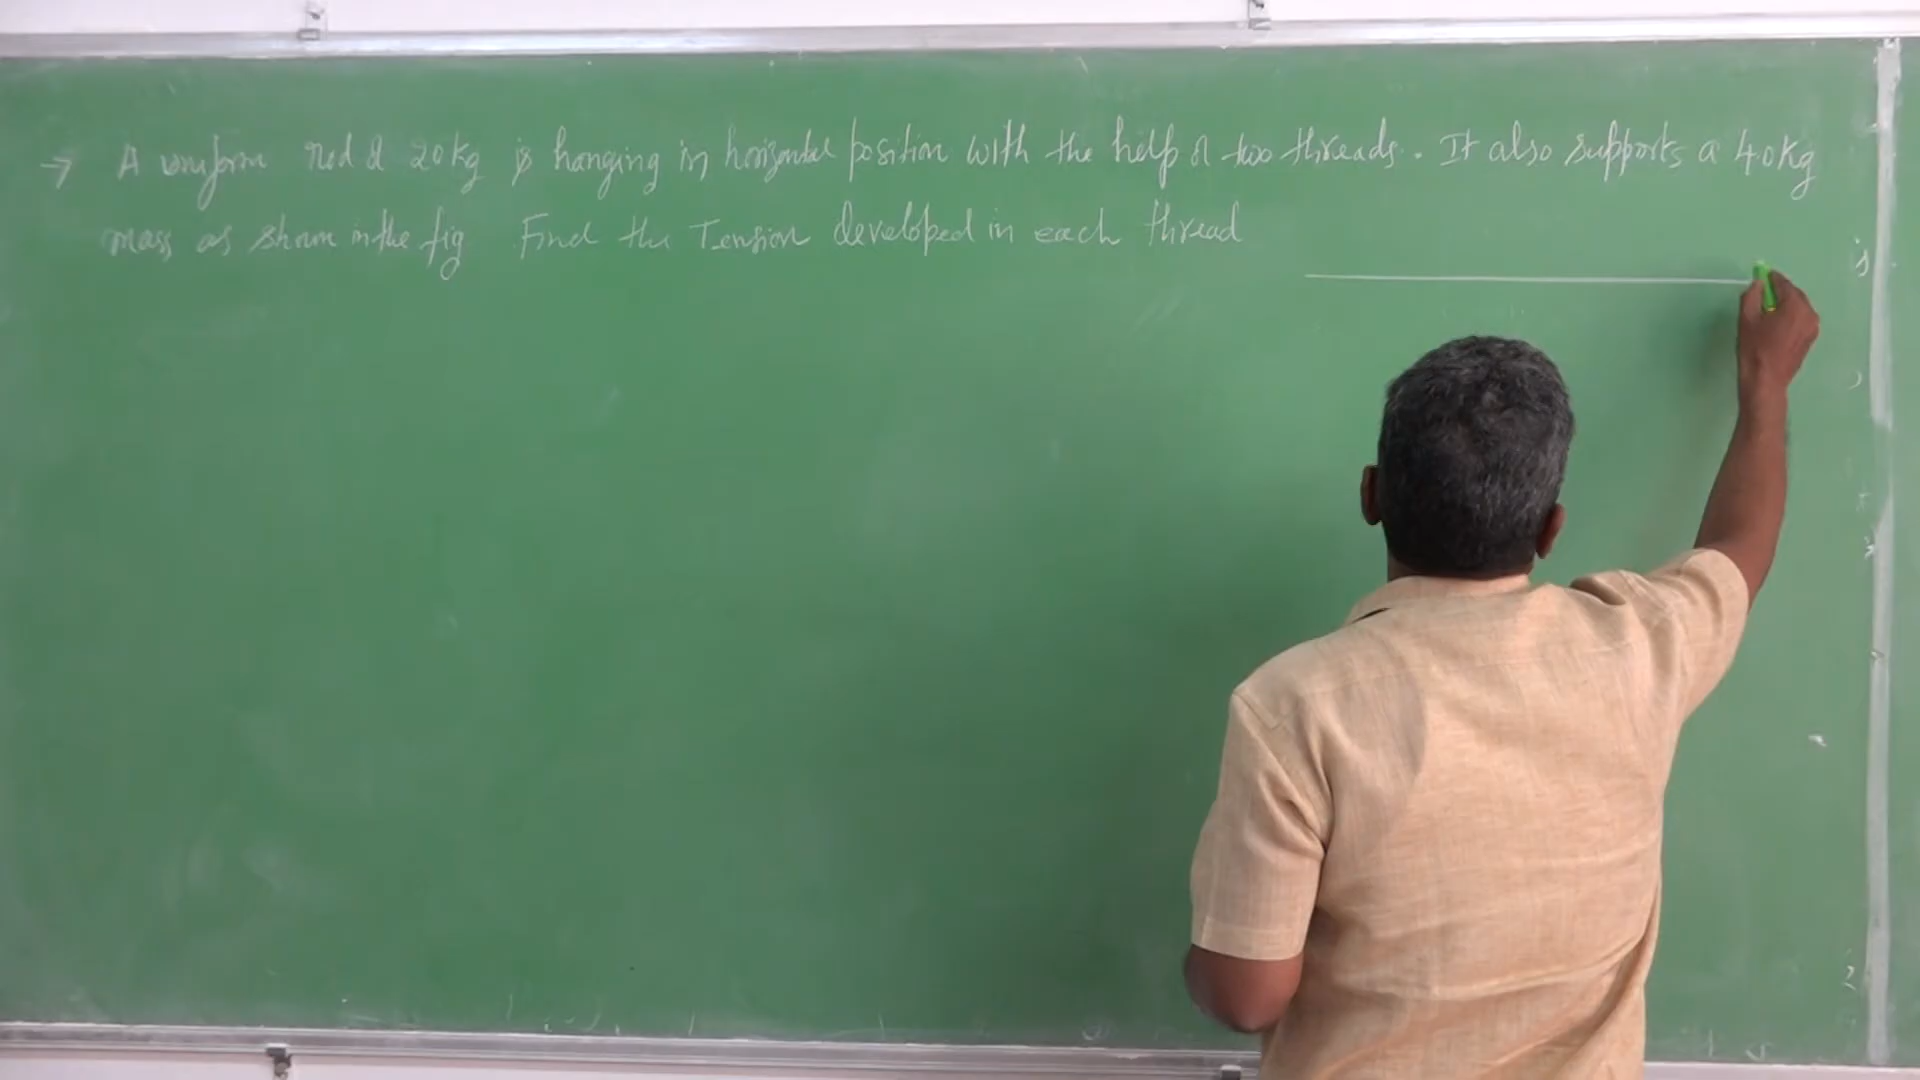 → A uniform rod of 20kg is hanging in horizontal position with the help of two threads. It also supports a 40kg
mass as shown in the fig Find the Tension developed in each thread